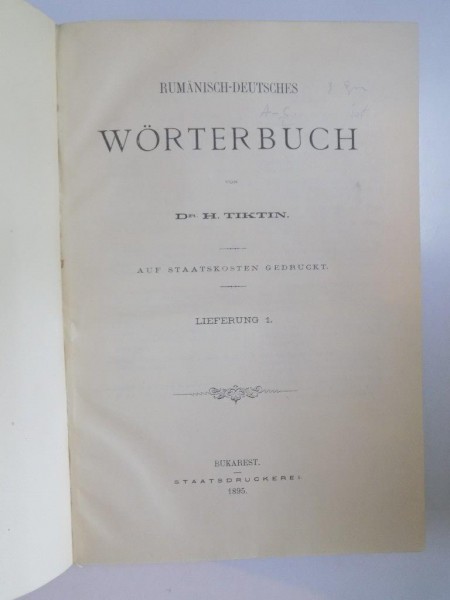 RUMÄNISCH-DEUTSCHES
WÖRTERBUCH
VON
DR. H. TIKTIN.
AUF STAATSKOSTEN GEDRUCKT.
LIEFERUNG 1.
BUKAREST.
STAATSDRUCKEREI
1895.